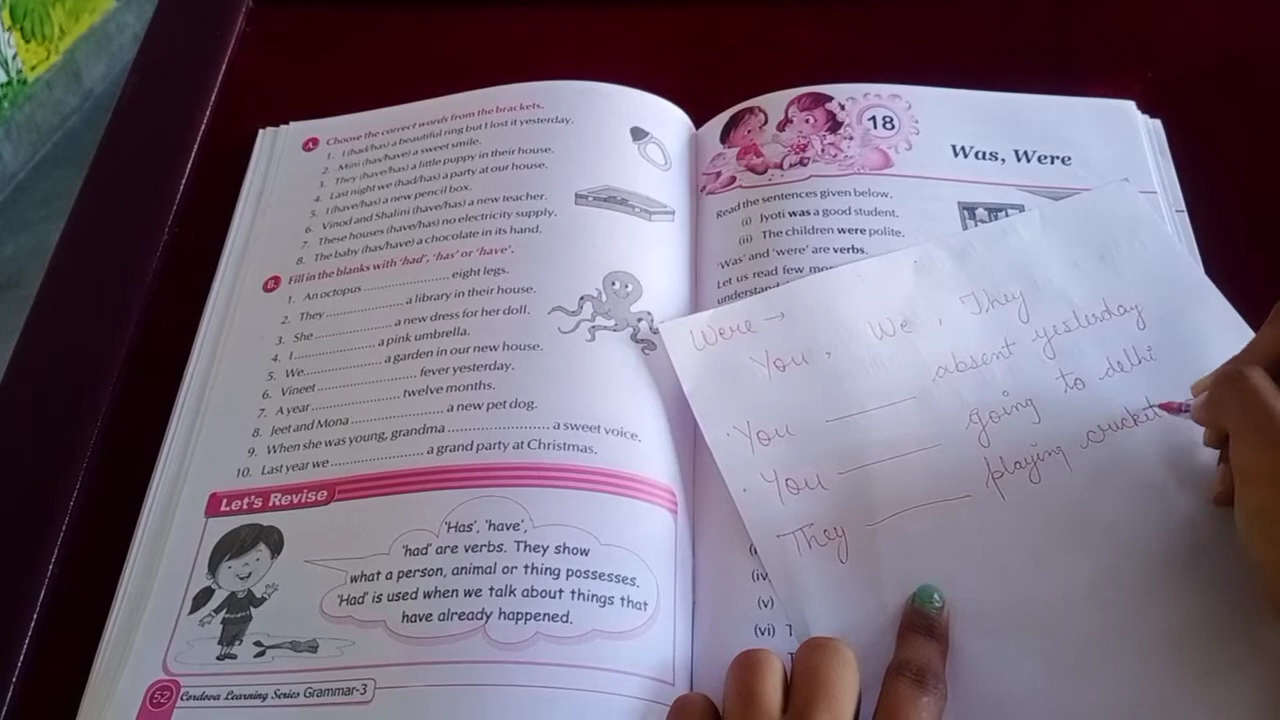 A. Choose the correct words from the brackets.
1. I (had/has) a beautiful ring but I lost it yesterday.
2. Mini (has/have) a sweet smile.
3. They (have/has) a little puppy in their house.
4. Last night we (had/has) a party at our house.
5. I (have/has) a new pencil box.
6. Vinod and Shalini (have/has) a new teacher.
7. These houses (have/has) no electricity supply.
8. The baby (has/have) a chocolate in its hand.
B. Fill in the blanks with 'had', 'has' or 'have'.
1. An octopus ........................ eight legs.
2. They ..................... a library in their house.
3. She ..................... a new dress for her doll.
4. I ..................... a pink umbrella.
5. We ..................... a garden in our new house.
6. Vineet ........................... fever yesterday.
7. A year ........................ twelve months.
8. Jeet and Mona ........................ a new pet dog.
9. When she was young, grandma ........................... a sweet voice.
10. Last year we ......................... a grand party at Christmas.
Let's Revise
'Has', 'have',
'had' are verbs. They show
what a person, animal or thing possesses.
'Had' is used when we talk about things that
have already happened.
52 Cordova Learning Series Grammar-3
18
Was, Were
Read the sentences given below.
(i) Jyoti was a good student.
(ii) The children were polite.
'Was' and 'were' are verbs.
Let us read few
Were →
You, We, They
You ______ absent yesterday
You ______ going to delhi
They ______ playing cricket
(v)
(vi)